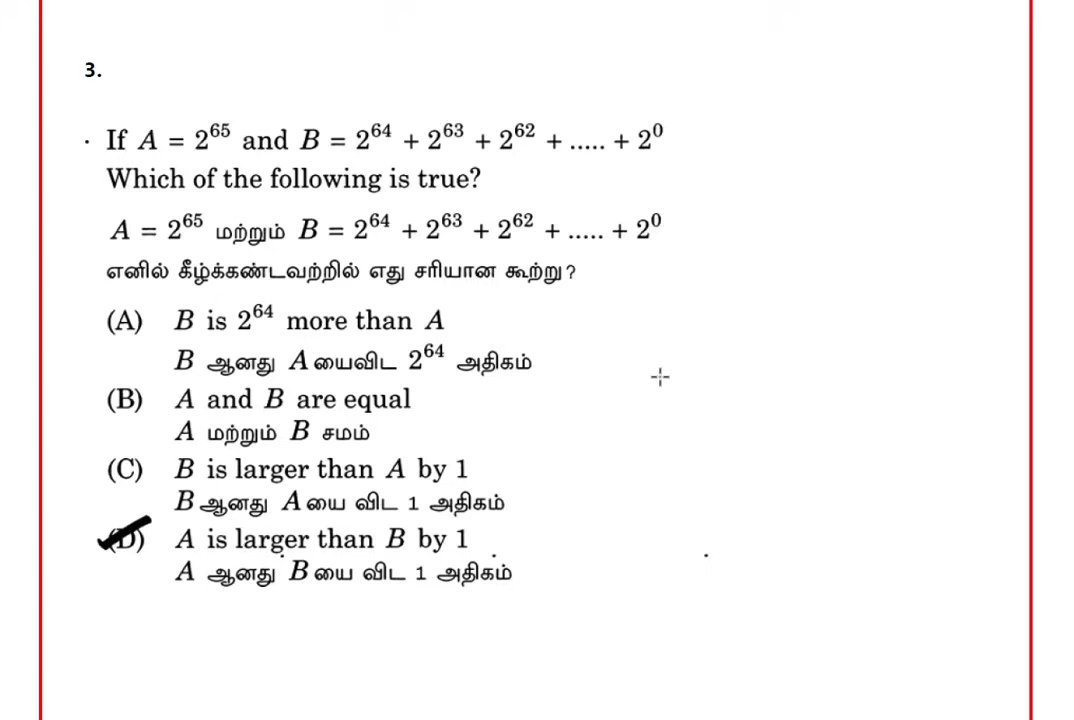 3.
· If A = 2^65 and B = 2^64 + 2^63 + 2^62 + ..... + 2^0
Which of the following is true?
A = 2^65 மற்றும் B = 2^64 + 2^63 + 2^62 + ..... + 2^0
எனில் கீழ்க்கண்டவற்றில் எது சரியான கூற்று?
(A) B is 2^64 more than A
B ஆனது A யைவிட 2^64 அதிகம்
(B) A and B are equal
A மற்றும் B சமம்
(C) B is larger than A by 1
B ஆனது A யை விட 1 அதிகம்
(D) A is larger than B by 1
A ஆனது B யை விட 1 அதிகம்